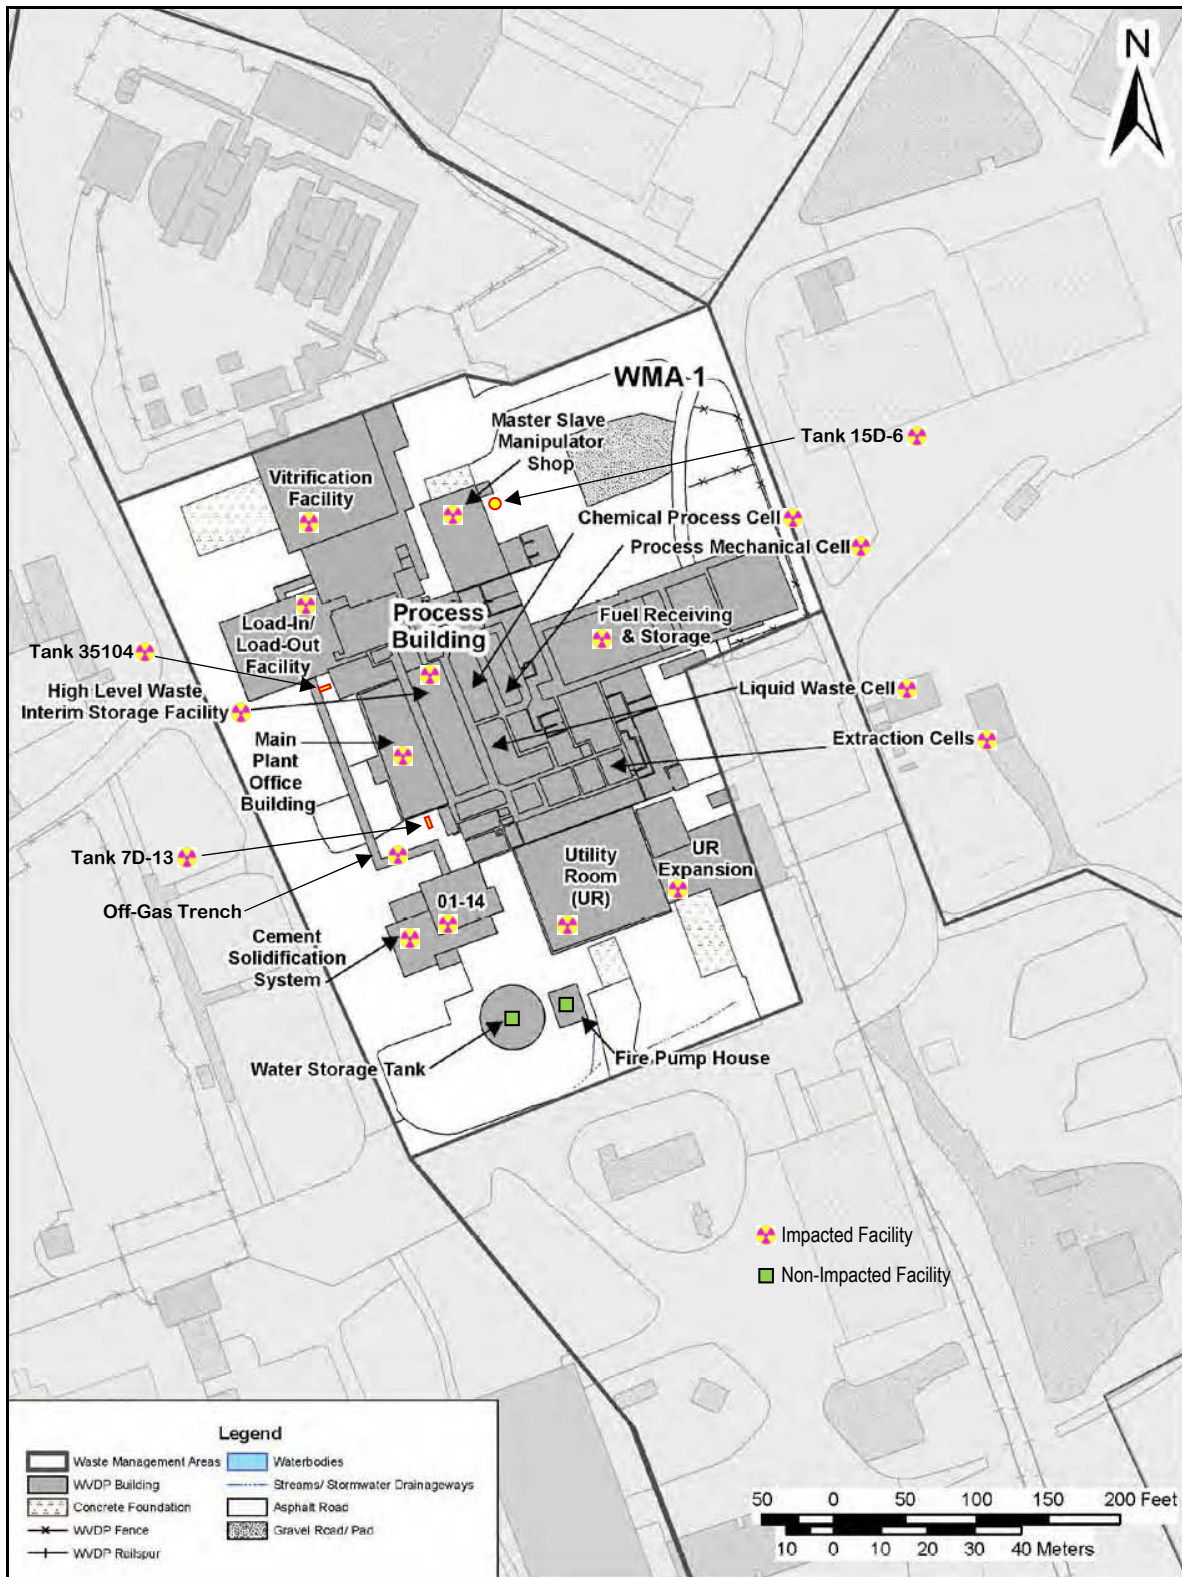 N
WMA 1
Master Slave
Manipulator
Shop
Tank 15D-6
Vitrification
Facility
Chemical Process Cell
Process Mechanical Cell
Process
Building
Fuel Receiving
& Storage
Load-In/
Load-Out
Facility
Tank 35104
High Level Waste
Interim Storage Facility
Liquid Waste Cell
Main
Plant
Office
Building
Extraction Cells
Tank 7D-13
Utility
Room
(UR)
UR
Expansion
01-14
Off-Gas Trench
Cement
Solidification
System
Water Storage Tank
Fire Pump House
Impacted Facility
Non-Impacted Facility
Legend
Waste Management Areas
Waterbodies
WVDP Building
Streams/ Stormwater Drainageways
Concrete Foundation
Asphalt Road
WVDP Fence
Gravel Road/ Pad
WVDP Railspur
50 0 50 100 150 200 Feet
10 0 10 20 30 40 Meters